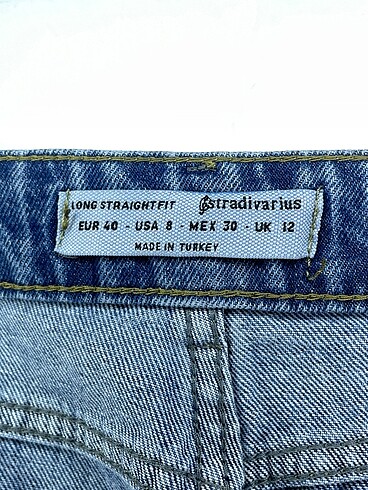 LONG STRAIGHT FIT stradivarius
EUR 40 - USA 8 - MEX 30 - UK 12
MADE IN TURKEY